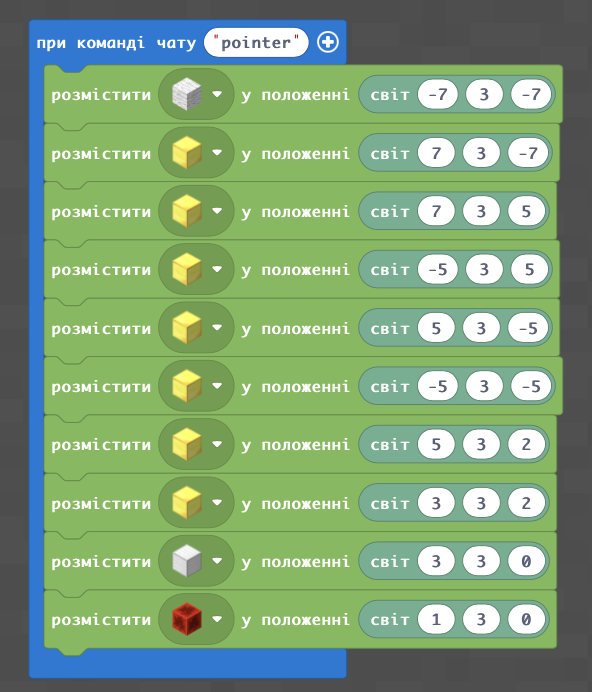 при команді чату "pointer"
розмістити у положенні світ -7 3 -7
розмістити у положенні світ 7 3 -7
розмістити у положенні світ 7 3 5
розмістити у положенні світ -5 3 5
розмістити у положенні світ 5 3 -5
розмістити у положенні світ -5 3 -5
розмістити у положенні світ 5 3 2
розмістити у положенні світ 3 3 2
розмістити у положенні світ 3 3 0
розмістити у положенні світ 1 3 0